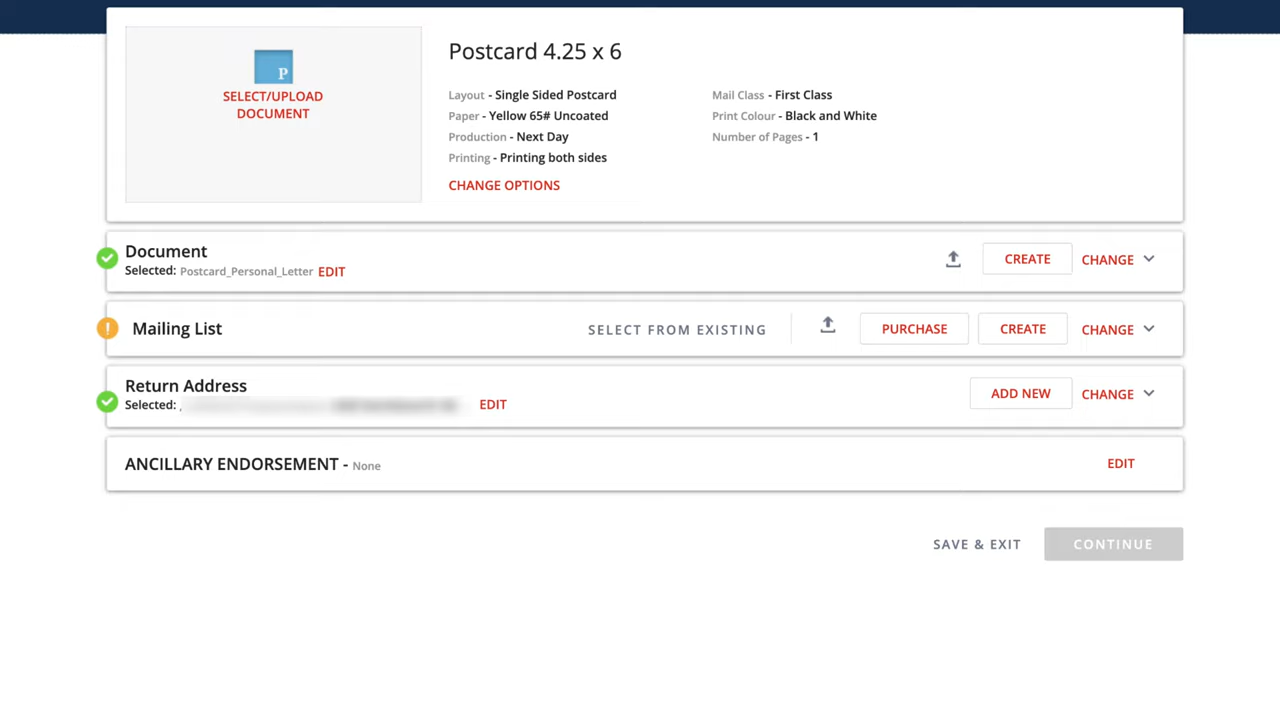 P
SELECT/UPLOAD
DOCUMENT
Postcard 4.25 x 6
Layout - Single Sided Postcard
Paper - Yellow 65# Uncoated
Production - Next Day
Printing - Printing both sides
CHANGE OPTIONS
Mail Class - First Class
Print Colour - Black and White
Number of Pages - 1
Document
Selected: Postcard_Personal_Letter EDIT
CREATE
CHANGE
Mailing List
SELECT FROM EXISTING
PURCHASE
CREATE
CHANGE
Return Address
Selected: , EDIT
ADD NEW
CHANGE
ANCILLARY ENDORSEMENT - None
EDIT
SAVE & EXIT
CONTINUE